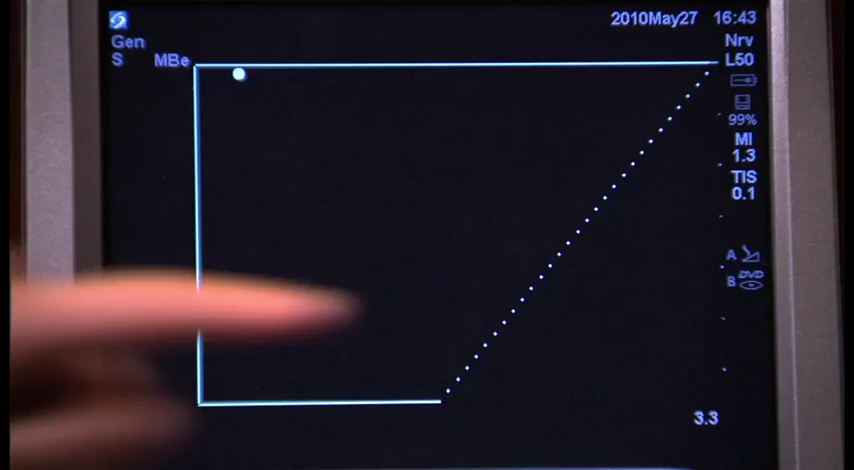 2010May27 16:43
Gen
Nrv
S MBe
L50
99%
MI
1.3
TIS
0.1
A
DVD
B
3.3